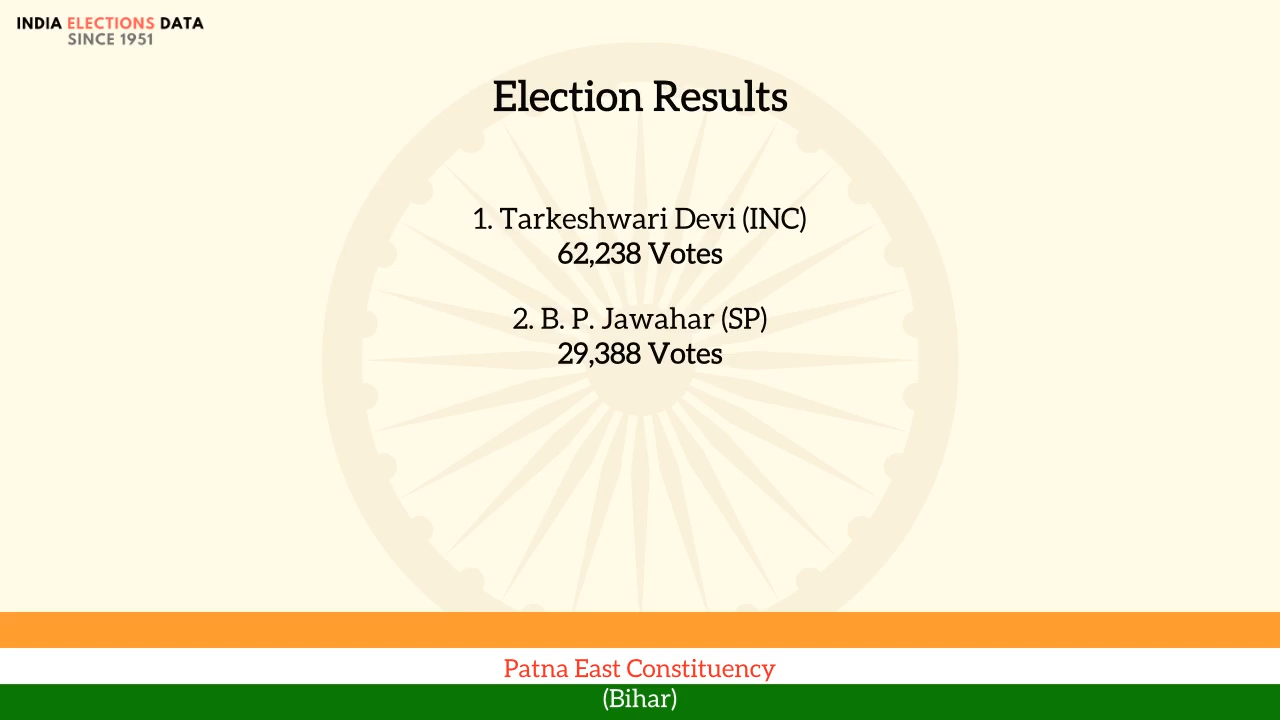 INDIA ELECTIONS DATA
SINCE 1951
Election Results
1. Tarkeshwari Devi (INC)
62,238 Votes
2. B. P. Jawahar (SP)
29,388 Votes
Patna East Constituency
(Bihar)